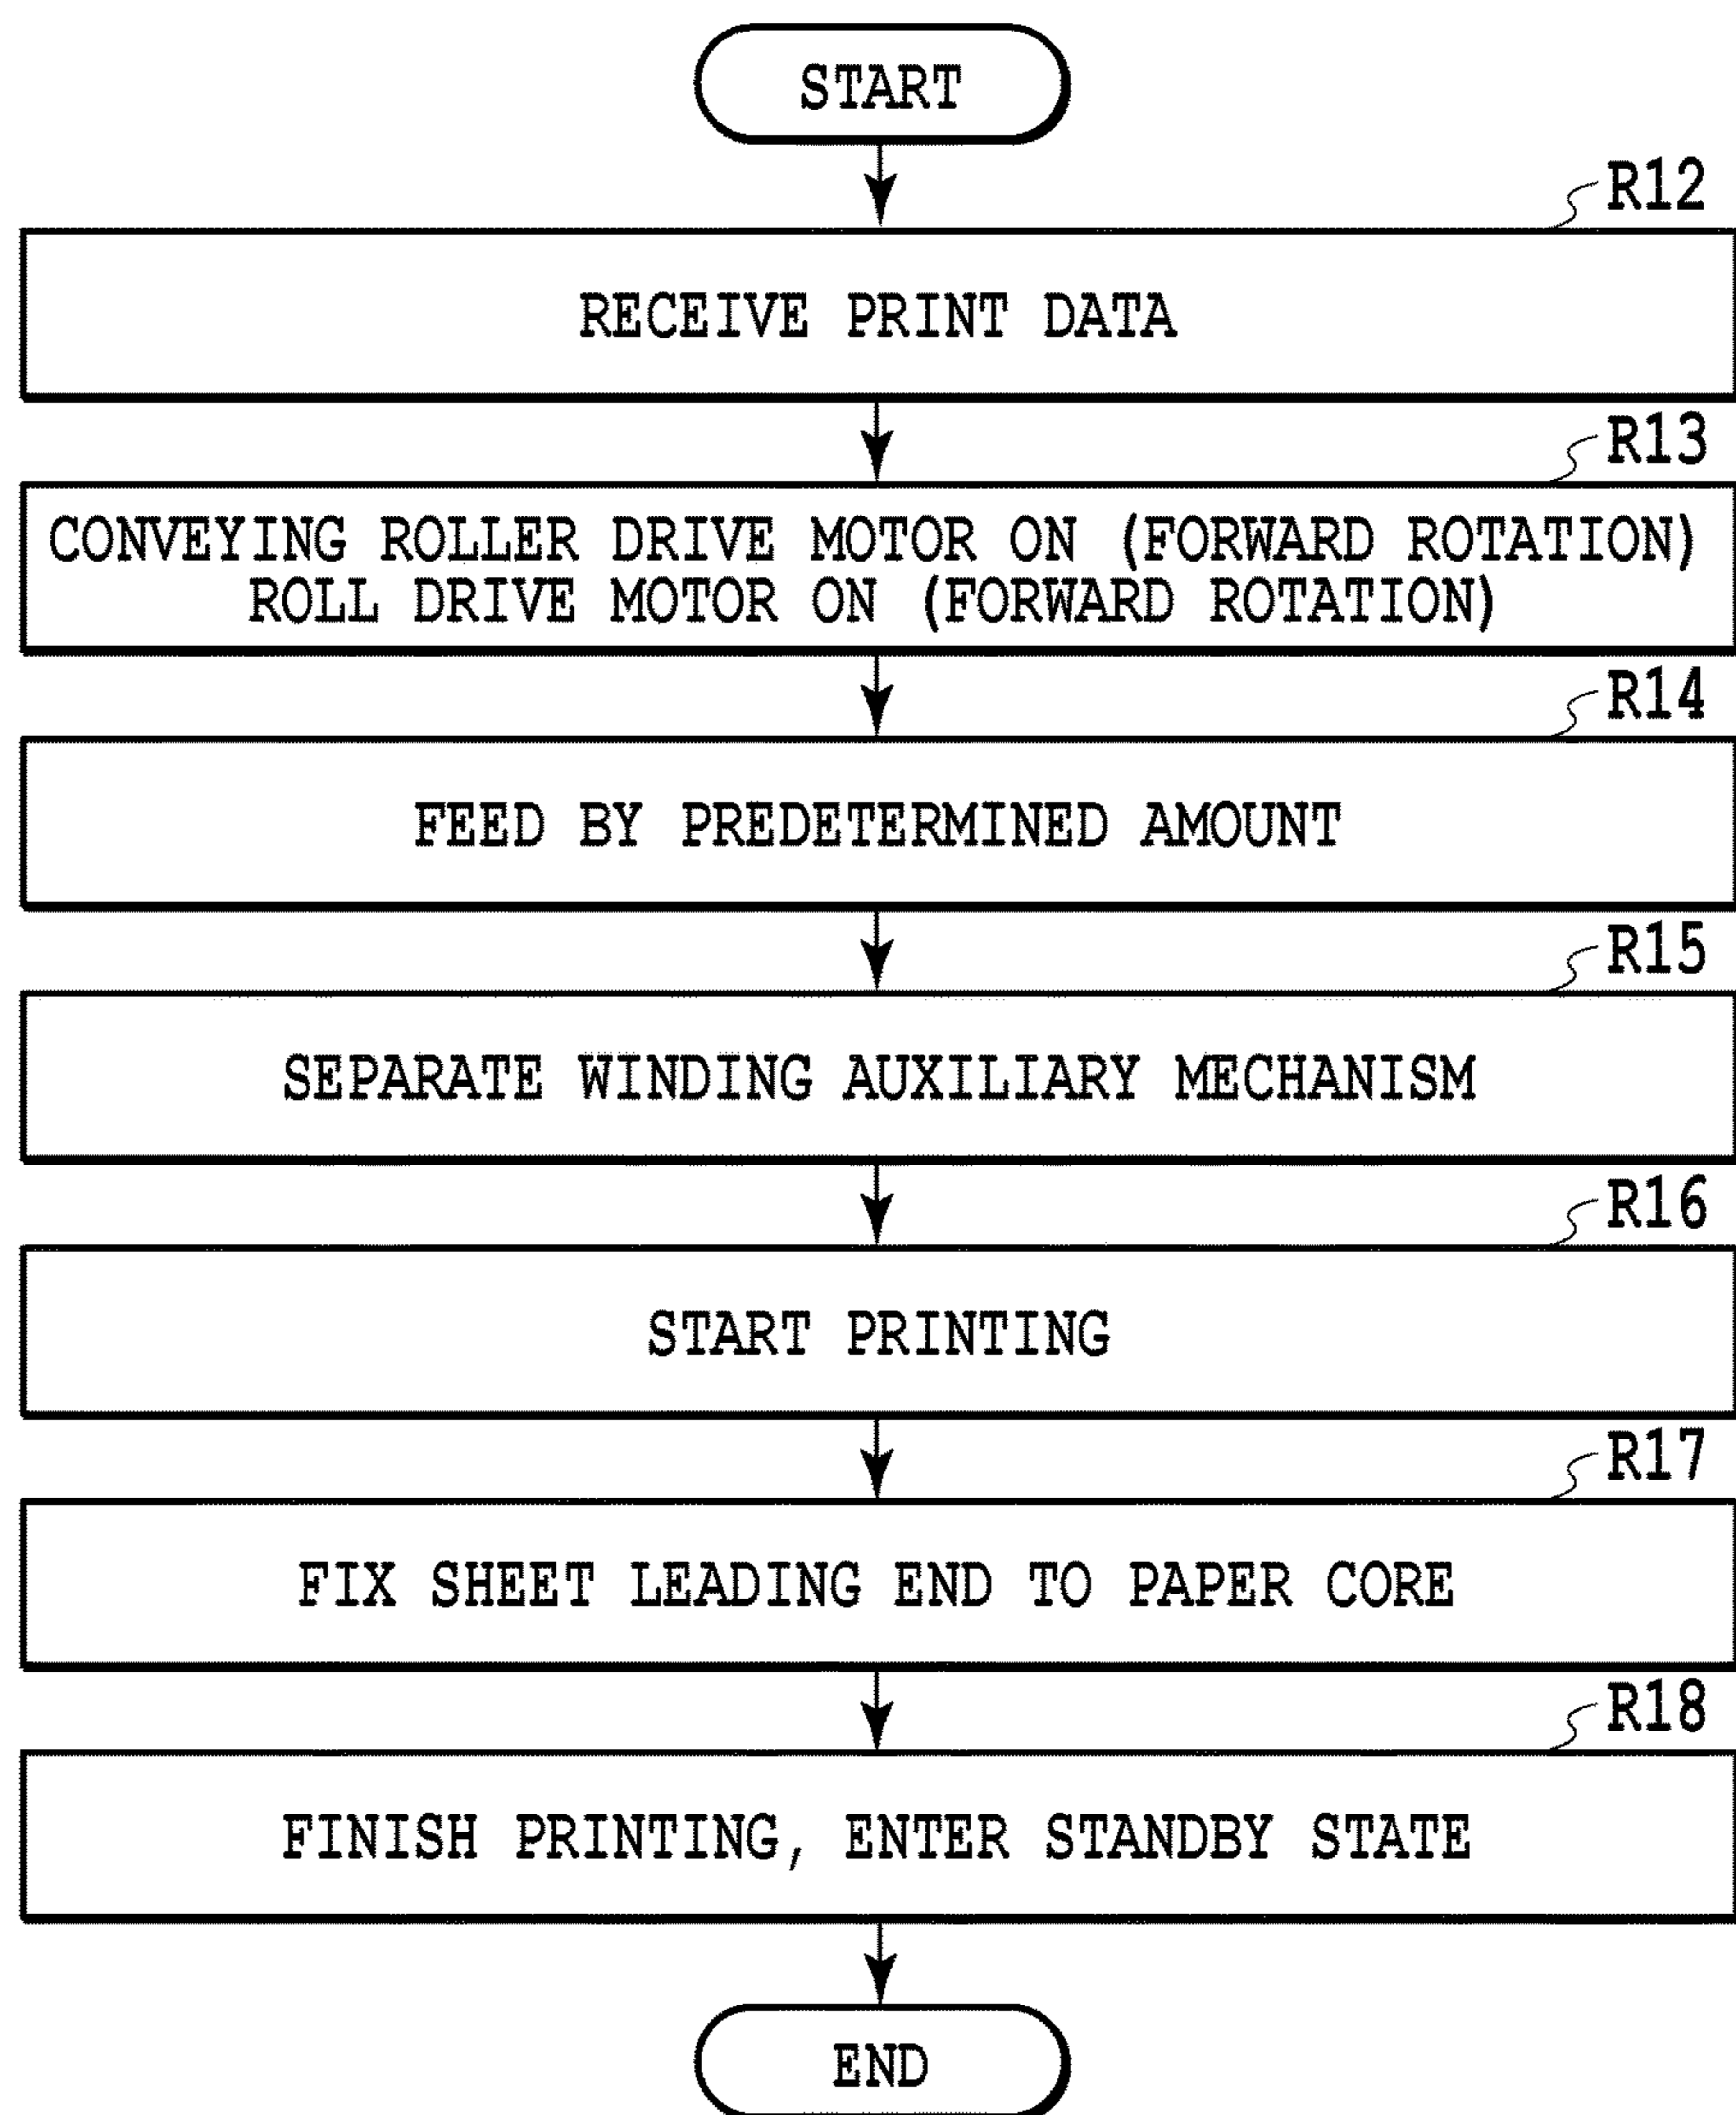 START
R12
RECEIVE PRINT DATA
R13
CONVEYING ROLLER DRIVE MOTOR ON (FORWARD ROTATION)
ROLL DRIVE MOTOR ON (FORWARD ROTATION)
R14
FEED BY PREDETERMINED AMOUNT
R15
SEPARATE WINDING AUXILIARY MECHANISM
R16
START PRINTING
R17
FIX SHEET LEADING END TO PAPER CORE
R18
FINISH PRINTING, ENTER STANDBY STATE
END